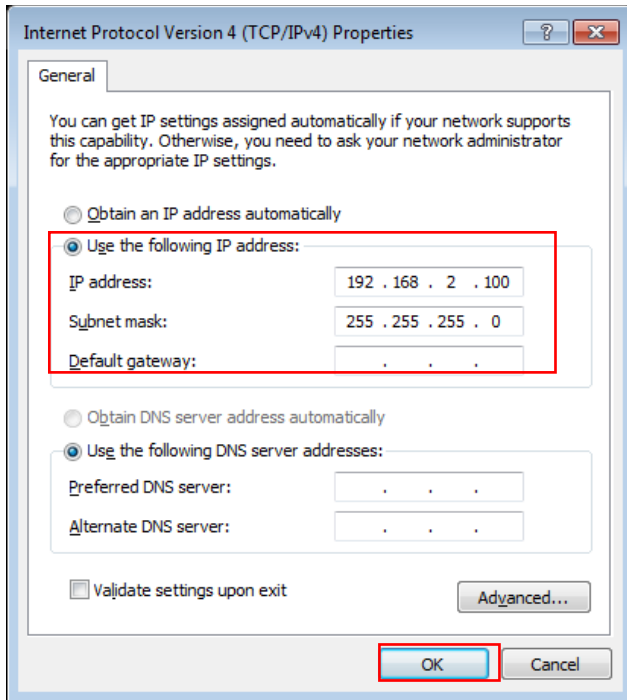 Internet Protocol Version 4 (TCP/IPv4) Properties
General
You can get IP settings assigned automatically if your network supports
this capability. Otherwise, you need to ask your network administrator
for the appropriate IP settings.
Obtain an IP address automatically
Use the following IP address:
IP address: 192 . 168 . 2 . 100
Subnet mask: 255 . 255 . 255 . 0
Default gateway: . . .
Obtain DNS server address automatically
Use the following DNS server addresses:
Preferred DNS server: . . .
Alternate DNS server: . . .
Validate settings upon exit
Advanced...
OK Cancel